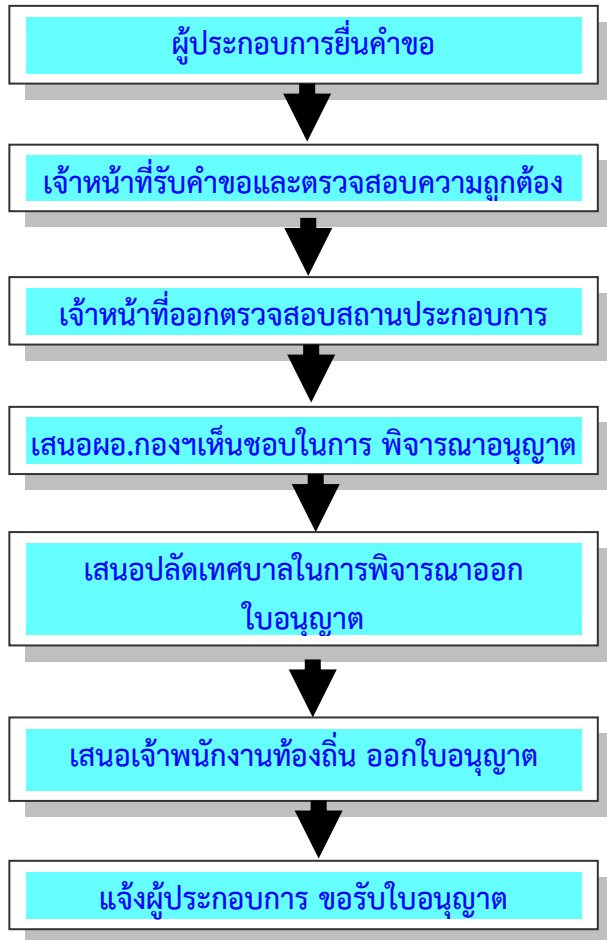 ผู้ประกอบการยื่นคำขอ
เจ้าหน้าที่รับคำขอและตรวจสอบความถูกต้อง
เจ้าหน้าที่ออกตรวจสอบสถานประกอบการ
เสนอผอ.กองฯเห็นชอบในการ พิจารณาอนุญาต
เสนอปลัดเทศบาลในการพิจารณาออก
ใบอนุญาต
เสนอเจ้าพนักงานท้องถิ่น ออกใบอนุญาต
แจ้งผู้ประกอบการ ขอรับใบอนุญาต